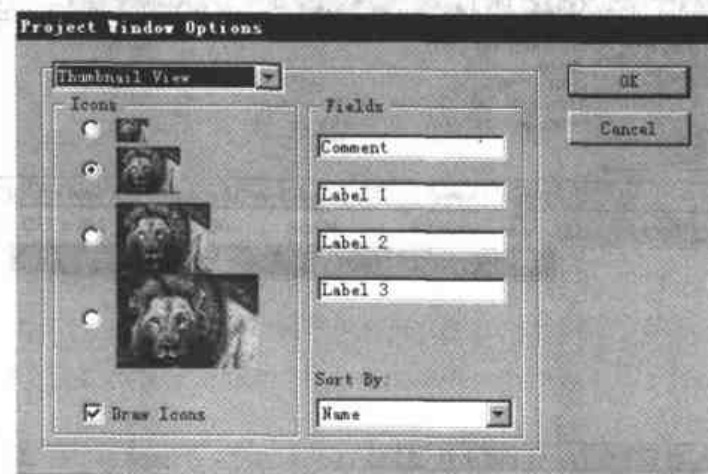 Project Window Options
Thumbnail View
OK
Cancel
Icons
Fields
Comment
Label 1
Label 2
Label 3
Sort By:
Name
Draw Icons